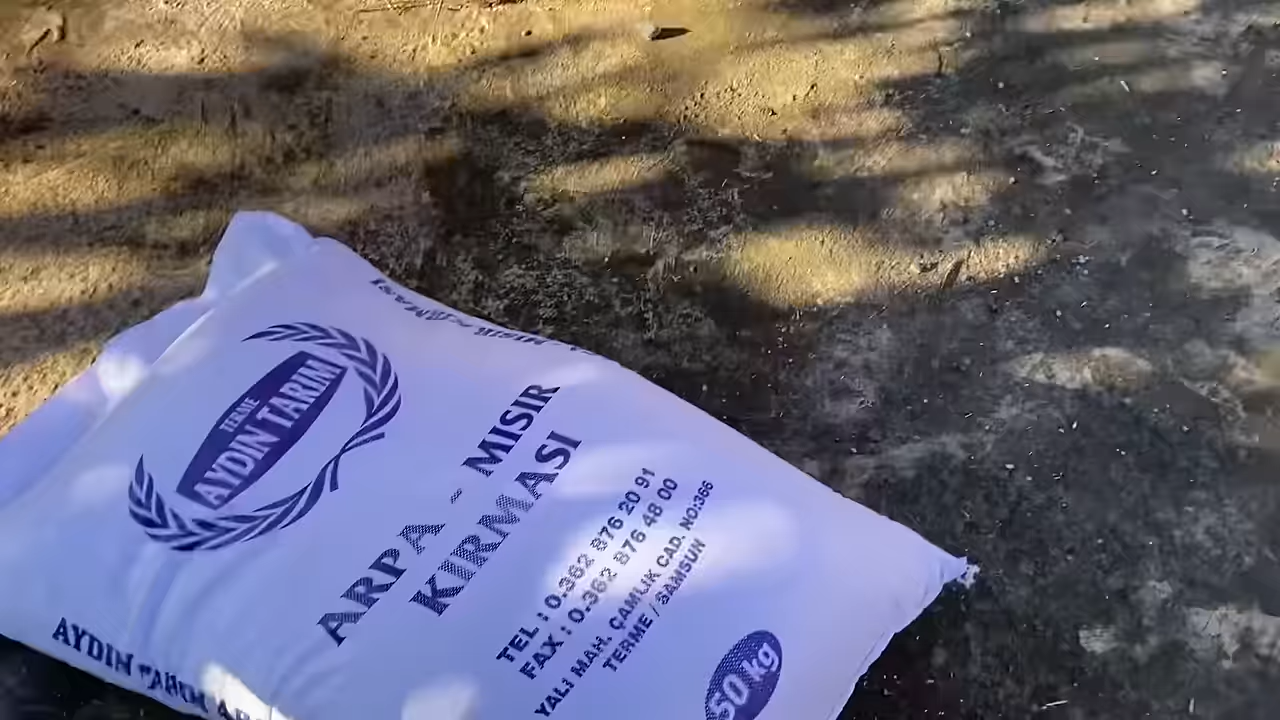 TERME
AYDIN TARIM
ARPA - MISIR
KIRMASI
TEL : 0.362 876 20 91
FAX : 0.362 876 48 00
YALI MAH. ÇAMLIK CAD. NO:366
TERME / SAMSUN
50 kg
AYDIN TARIM